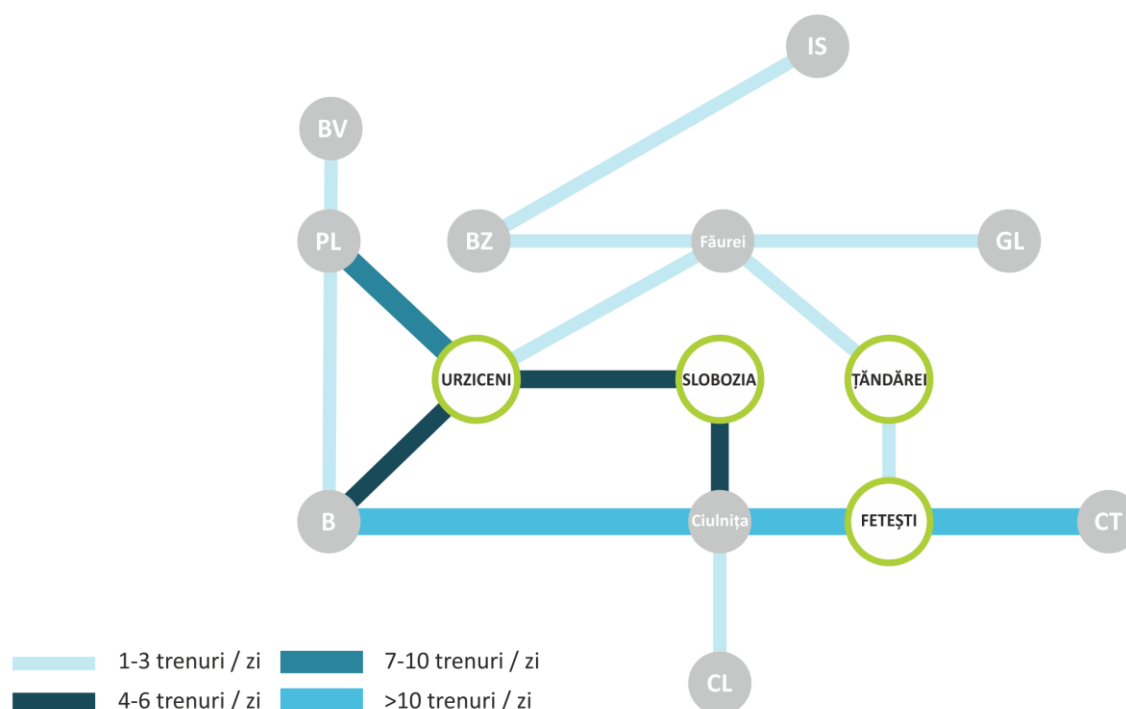 IS
BV
PL
BZ
Făurei
GL
URZICENI
SLOBOZIA
ȚĂNDĂREI
B
Ciulnița
FETEȘTI
CT
CL
1-3 trenuri / zi
7-10 trenuri / zi
4-6 trenuri / zi
>10 trenuri / zi